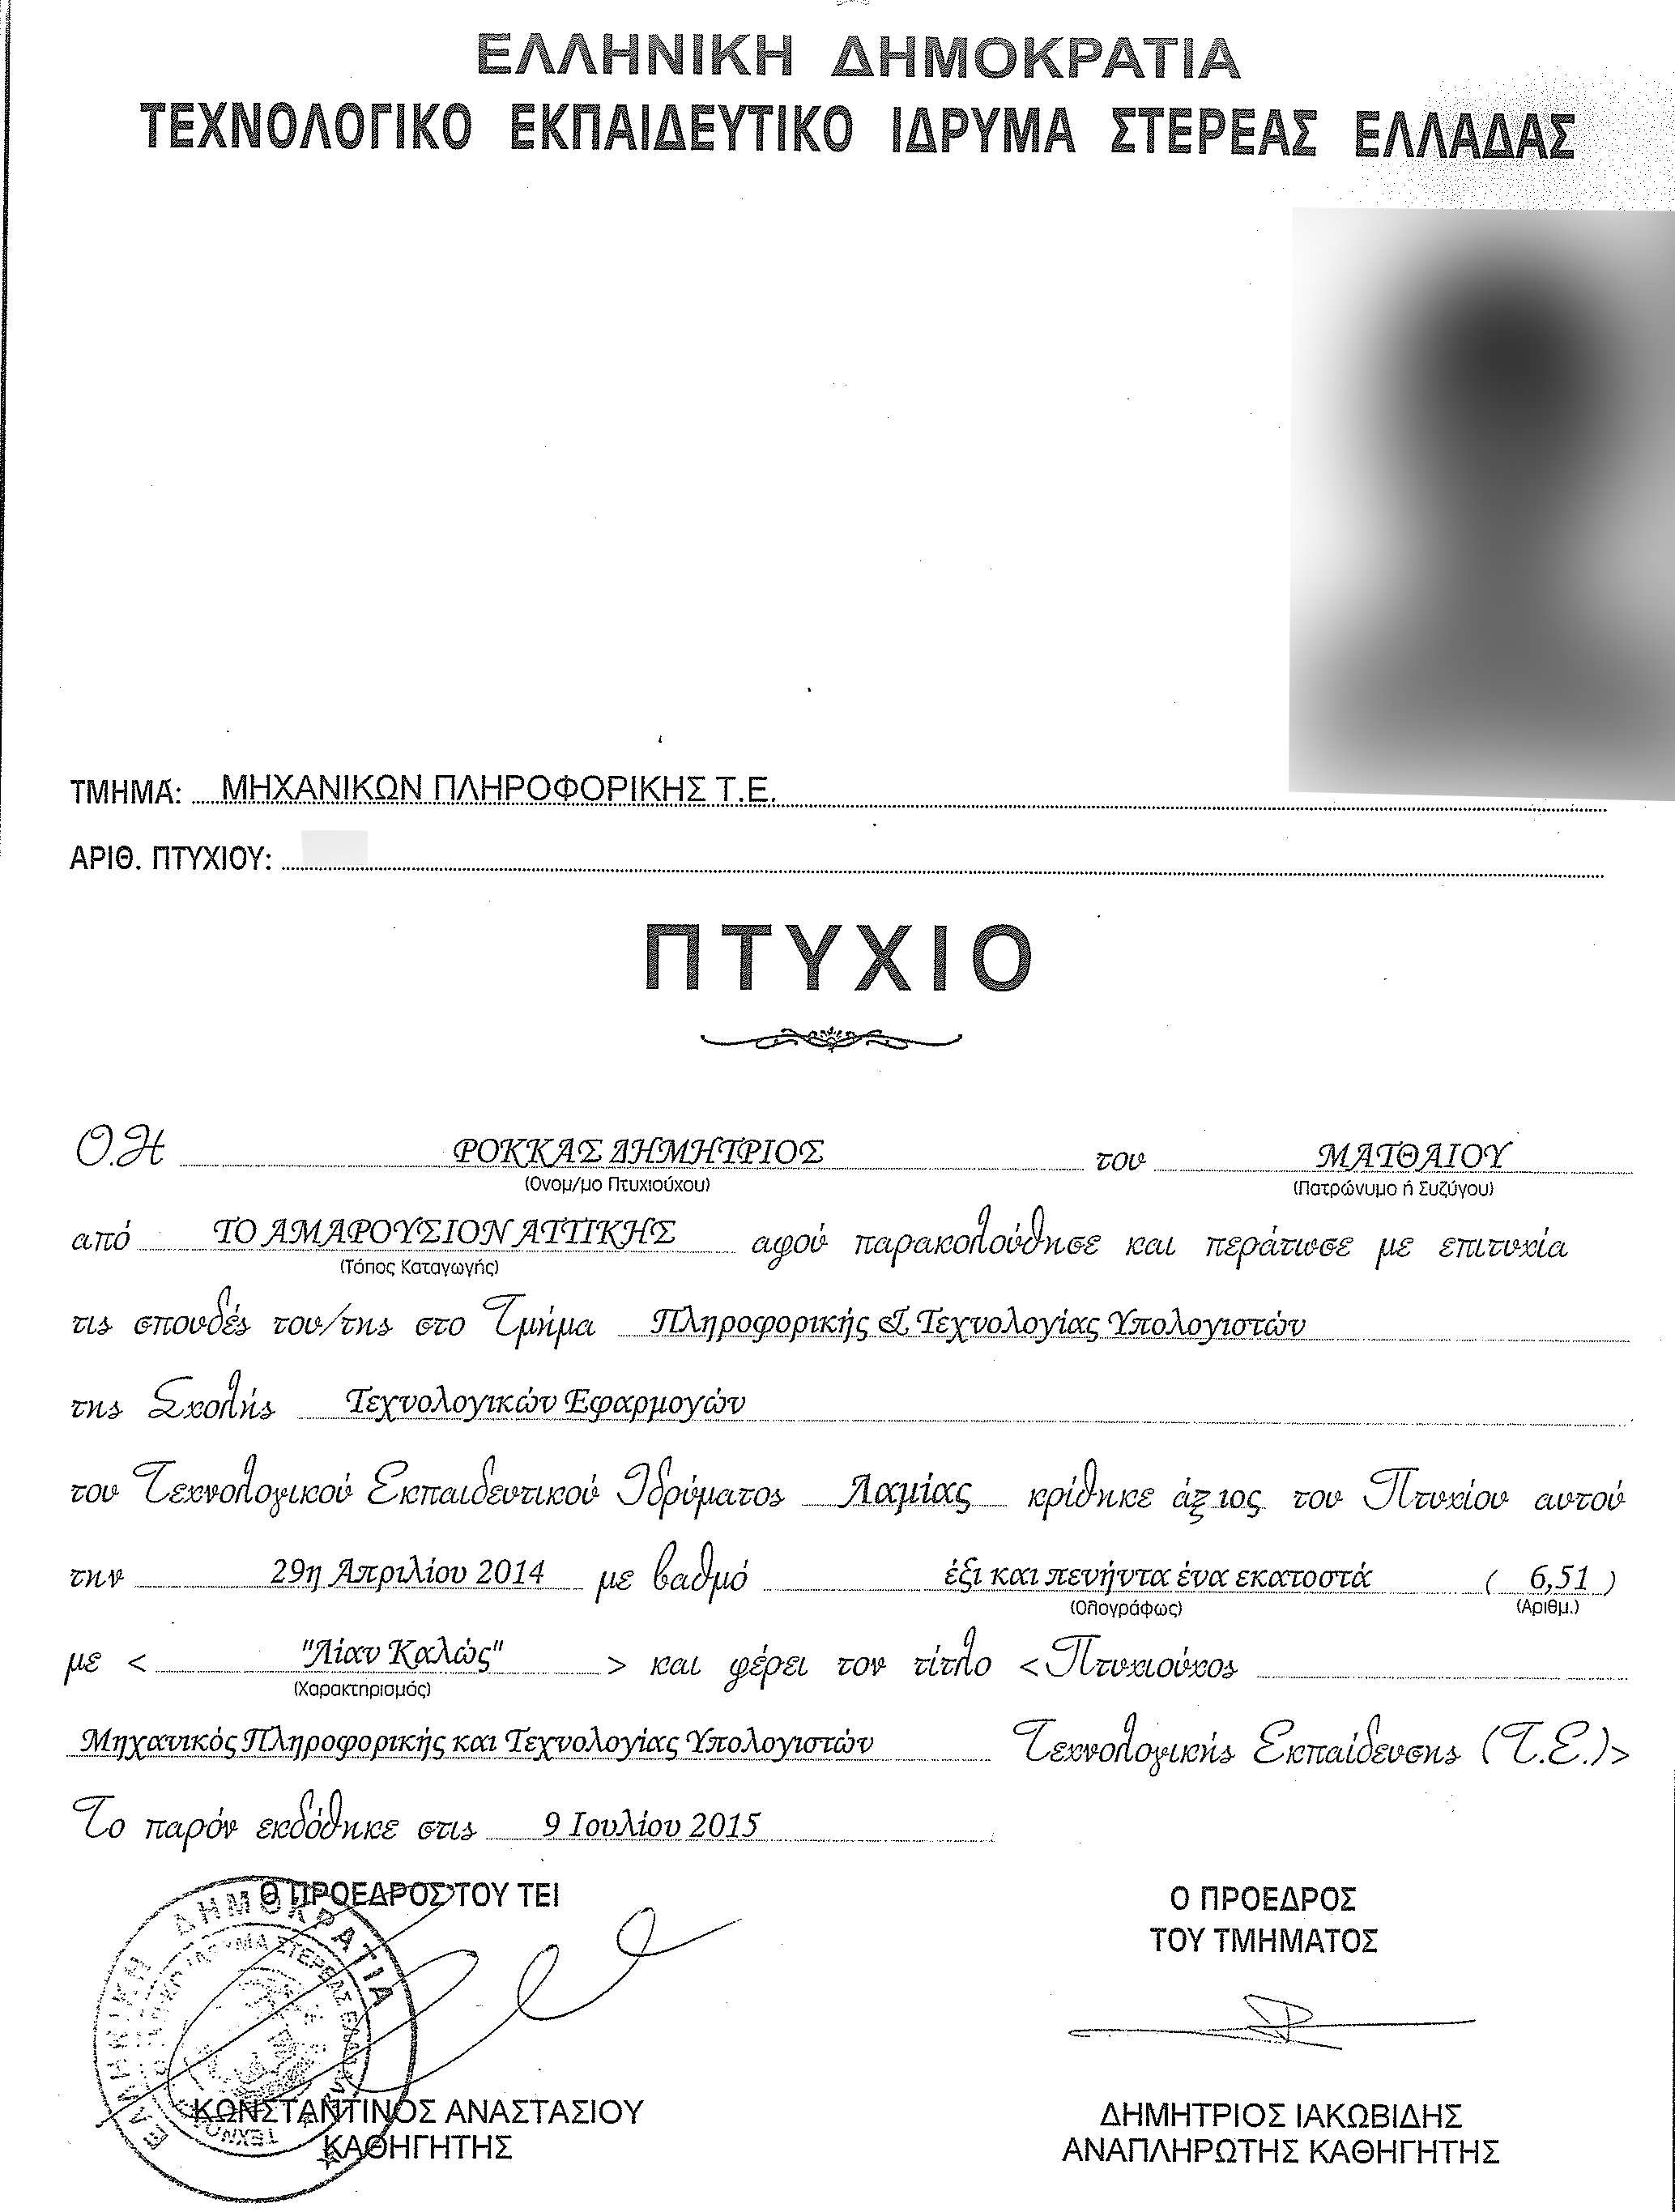 ΕΛΛΗΝΙΚΗ ΔΗΜΟΚΡΑΤΙΑ
ΤΕΧΝΟΛΟΓΙΚΟ ΕΚΠΑΙΔΕΥΤΙΚΟ ΙΔΡΥΜΑ ΣΤΕΡΕΑΣ ΕΛΛΑΔΑΣ
ΤΜΗΜΑ: ΜΗΧΑΝΙΚΩΝ ΠΛΗΡΟΦΟΡΙΚΗΣ Τ.Ε.
ΑΡΙΘ. ΠΤΥΧΙΟΥ:
ΠΤΥΧΙΟ
Ο.Η ΡΟΚΚΑΣ ΔΗΜΗΤΡΙΟΣ του ΜΑΤΘΑΙΟΥ
(Ονομ/μο Πτυχιούχου) (Πατρώνυμο ή Συζύγου)
από ΤΟ ΑΜΑΡΟΥΣΙΟΝ ΑΤΤΙΚΗΣ αφού παρακολούθησε και περάτωσε με επιτυχία
(Τόπος Καταγωγής)
τις σπουδές του/της στο Τμήμα Πληροφορικής & Τεχνολογίας Υπολογιστών
της Σχολής Τεχνολογικών Εφαρμογών
του Τεχνολογικού Εκπαιδευτικού Ιδρύματος Λαμίας κρίθηκε άξιος του Πτυχίου αυτού
την 29η Απριλίου 2014 με βαθμό έξι και πενήντα ένα εκατοστά ( 6,51 )
(Ολογράφως) (Αριθμ.)
με < "Λίαν Καλώς" > και φέρει τον τίτλο <Πτυχιούχος
(Χαρακτηρισμός)
Μηχανικός Πληροφορικής και Τεχνολογίας Υπολογιστών Τεχνολογικής Εκπαίδευσης (Τ.Ε.)>
Το παρόν εκδόθηκε στις 9 Ιουλίου 2015
Ο ΠΡΟΕΔΡΟΣ ΤΟΥ ΤΕΙ
Ο ΠΡΟΕΔΡΟΣ
ΤΟΥ ΤΜΗΜΑΤΟΣ
ΕΛΛΗΝΙΚΗ ΔΗΜΟΚΡΑΤΙΑ
ΚΩΝΣΤΑΝΤΙΝΟΣ ΑΝΑΣΤΑΣΙΟΥ
ΚΑΘΗΓΗΤΗΣ
ΔΗΜΗΤΡΙΟΣ ΙΑΚΩΒΙΔΗΣ
ΑΝΑΠΛΗΡΩΤΗΣ ΚΑΘΗΓΗΤΗΣ